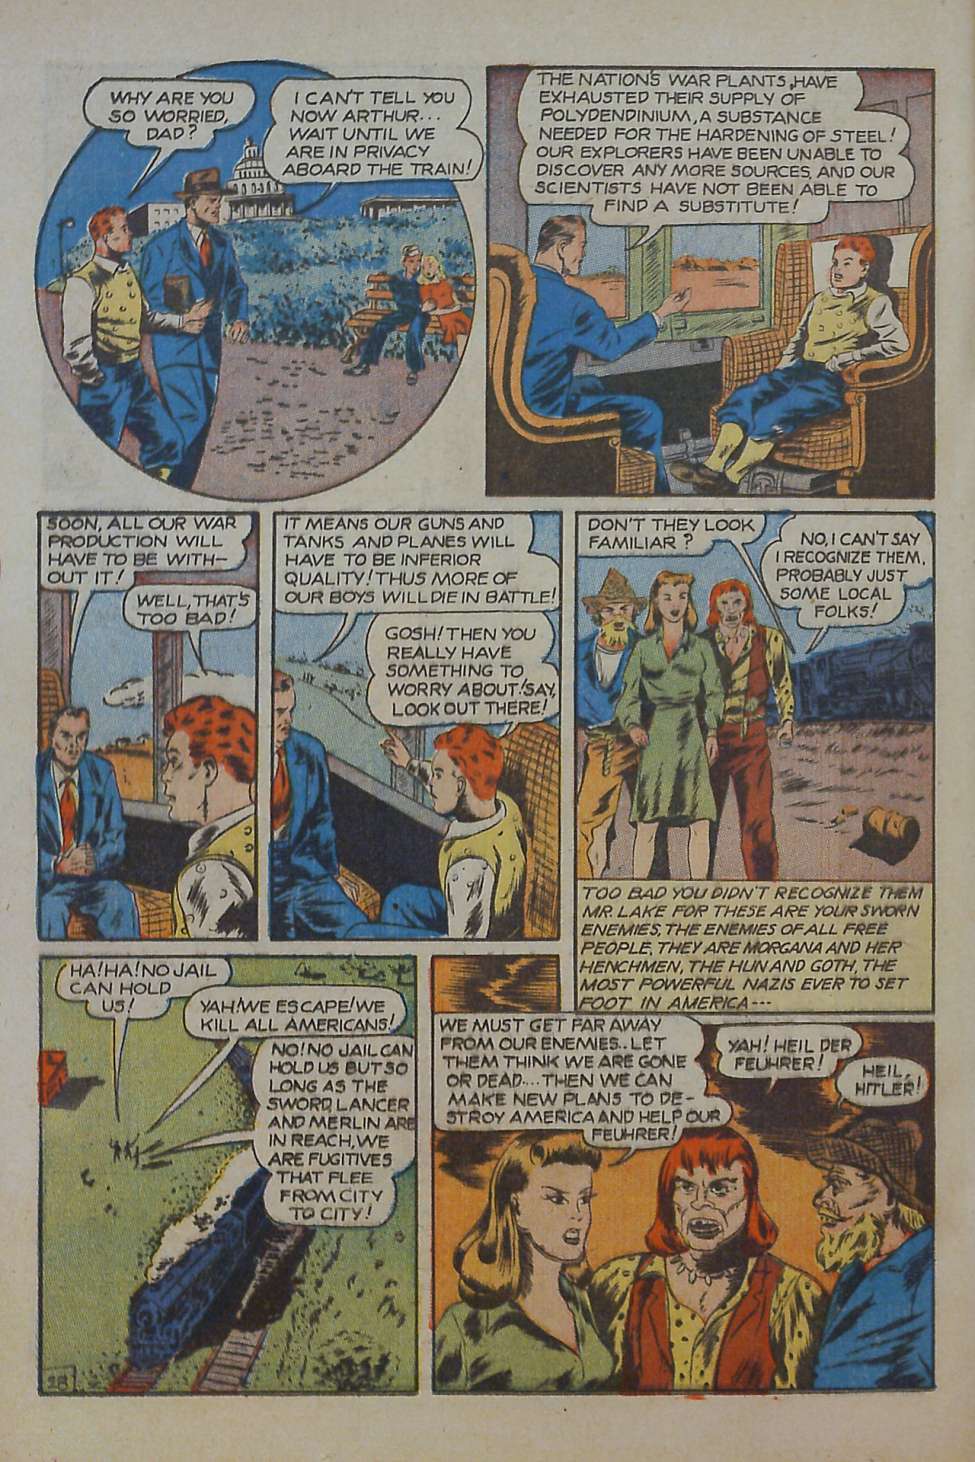 WHY ARE YOU
SO WORRIED,
DAD?
I CAN'T TELL YOU
NOW ARTHUR...
WAIT UNTIL WE
ARE IN PRIVACY
ABOARD THE TRAIN!
THE NATION'S WAR PLANTS, HAVE
EXHAUSTED THEIR SUPPLY OF
POLYDENDINIUM, A SUBSTANCE
NEEDED FOR THE HARDENING OF STEEL!
OUR EXPLORERS HAVE BEEN UNABLE TO
DISCOVER ANY MORE SOURCES, AND OUR
SCIENTISTS HAVE NOT BEEN ABLE TO
FIND A SUBSTITUTE!
SOON, ALL OUR WAR
PRODUCTION WILL
HAVE TO BE WITH-
OUT IT!
WELL, THAT'S
TOO BAD!
IT MEANS OUR GUNS AND
TANKS AND PLANES WILL
HAVE TO BE INFERIOR
QUALITY! THUS MORE OF
OUR BOYS WILL DIE IN BATTLE!
GOSH! THEN YOU
REALLY HAVE
SOMETHING TO
WORRY ABOUT! SAY,
LOOK OUT THERE!
DON'T THEY LOOK
FAMILIAR?
NO, I CAN'T SAY
I RECOGNIZE THEM,
PROBABLY JUST
SOME LOCAL
FOLKS!
TOO BAD YOU DIDN'T RECOGNIZE THEM
MR. LAKE FOR THESE ARE YOUR SWORN
ENEMIES, THE ENEMIES OF ALL FREE
PEOPLE, THEY ARE MORGANA AND HER
HENCHMEN, THE HUN AND GOTH, THE
MOST POWERFUL NAZIS EVER TO SET
FOOT IN AMERICA---
HA! HA! NO JAIL
CAN HOLD
US!
YAH! WE ESCAPE! WE
KILL ALL AMERICANS!
NO! NO JAIL CAN
HOLD US BUT SO
LONG AS THE
SWORD LANCER
AND MERLIN ARE
IN REACH, WE
ARE FUGITIVES
THAT FLEE
FROM CITY
TO CITY!
28
WE MUST GET FAR AWAY
FROM OUR ENEMIES.. LET
THEM THINK WE ARE GONE
OR DEAD.... THEN WE CAN
MAKE NEW PLANS TO DE-
STROY AMERICA AND HELP OUR
FEUHRER!
YAH! HEIL DER
FEUHRER!
HEIL,
HITLER!